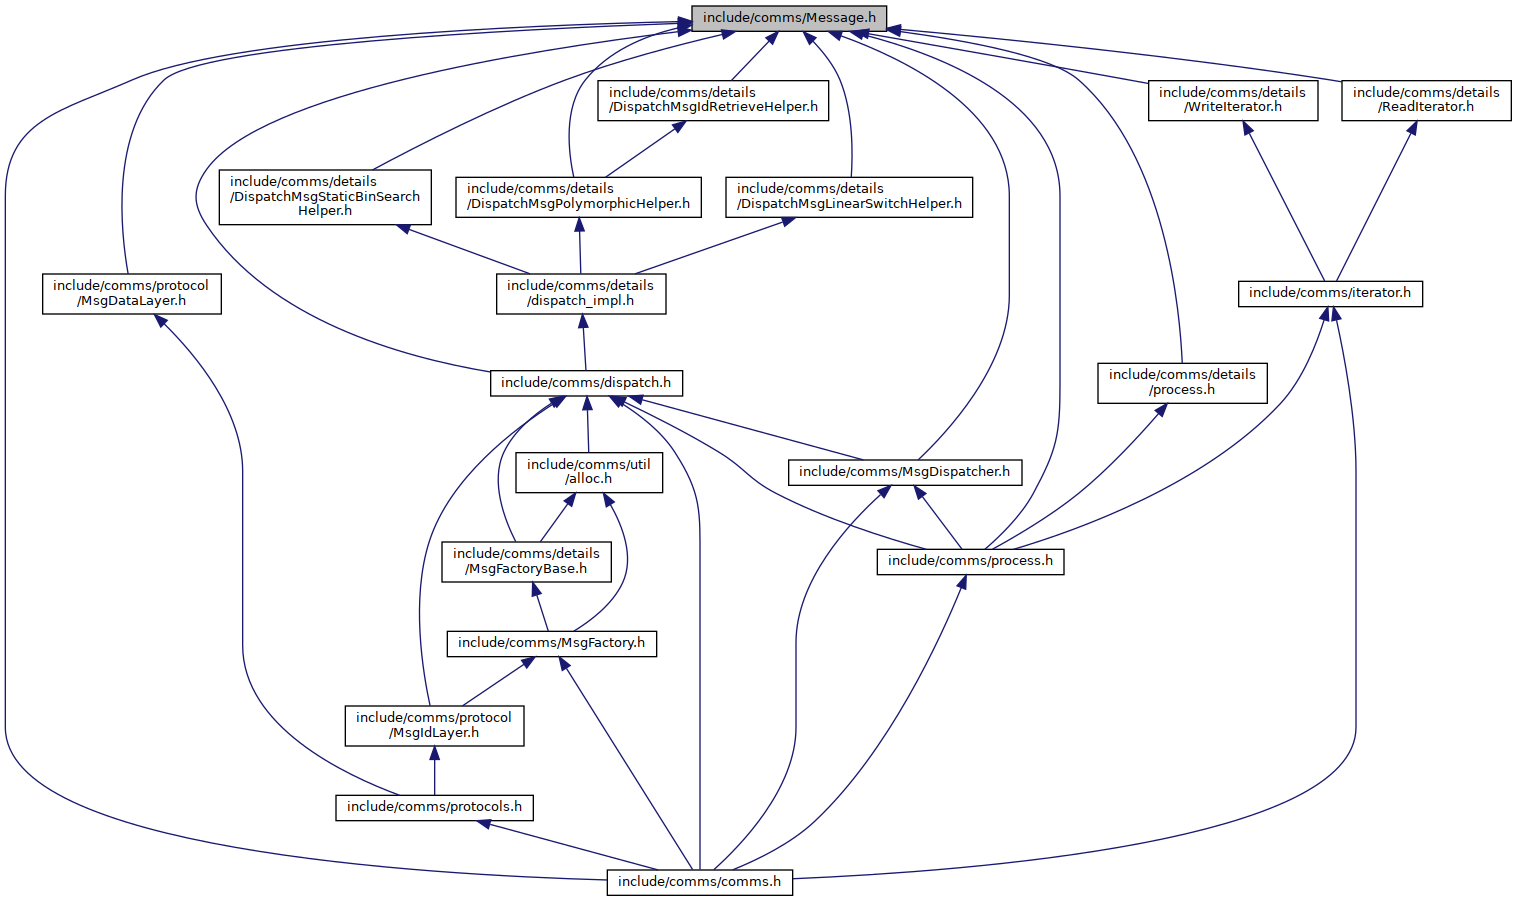 include/comms/Message.h
include/comms/details
/DispatchMsgIdRetrieveHelper.h
include/comms/details
/WriteIterator.h
include/comms/details
/ReadIterator.h
include/comms/details
/DispatchMsgStaticBinSearch
Helper.h
include/comms/details
/DispatchMsgPolymorphicHelper.h
include/comms/details
/DispatchMsgLinearSwitchHelper.h
include/comms/protocol
/MsgDataLayer.h
include/comms/details
/dispatch_impl.h
include/comms/iterator.h
include/comms/dispatch.h
include/comms/details
/process.h
include/comms/util
/alloc.h
include/comms/MsgDispatcher.h
include/comms/details
/MsgFactoryBase.h
include/comms/process.h
include/comms/MsgFactory.h
include/comms/protocol
/MsgIdLayer.h
include/comms/protocols.h
include/comms/comms.h